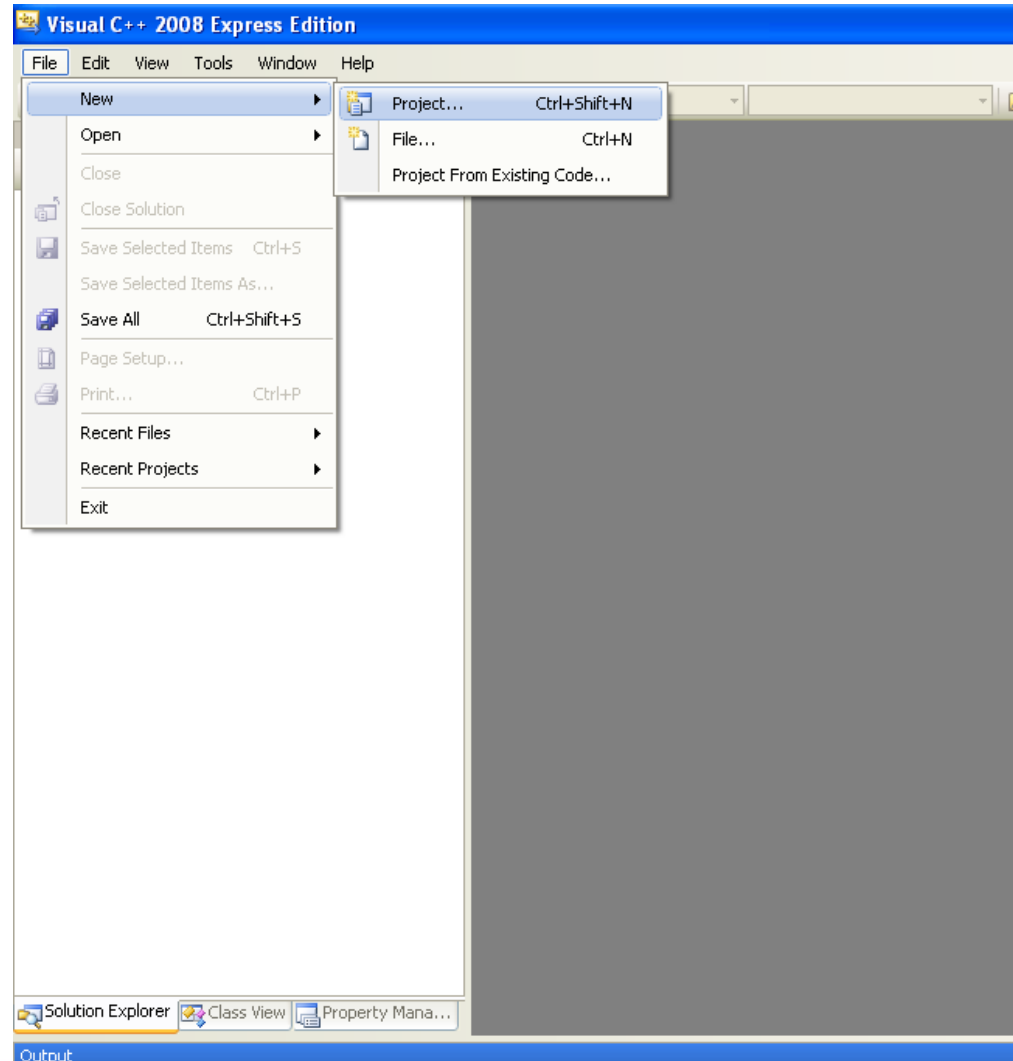 Visual C++ 2008 Express Edition
File Edit View Tools Window Help
New
Project... Ctrl+Shift+N
Open
File... Ctrl+N
Close
Project From Existing Code...
Close Solution
Save Selected Items Ctrl+S
Save Selected Items As...
Save All Ctrl+Shift+S
Page Setup...
Print... Ctrl+P
Recent Files
Recent Projects
Exit
Solution Explorer Class View Property Mana...
Output